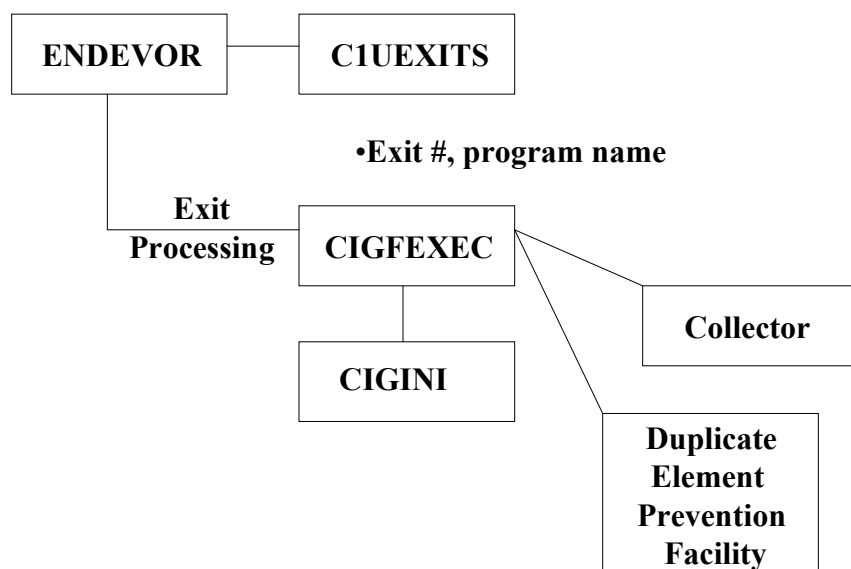 ENDEVOR
C1UEXITS
•Exit #, program name
Exit
Processing
CIGFEXEC
Collector
CIGINI
Duplicate
Element
Prevention
Facility